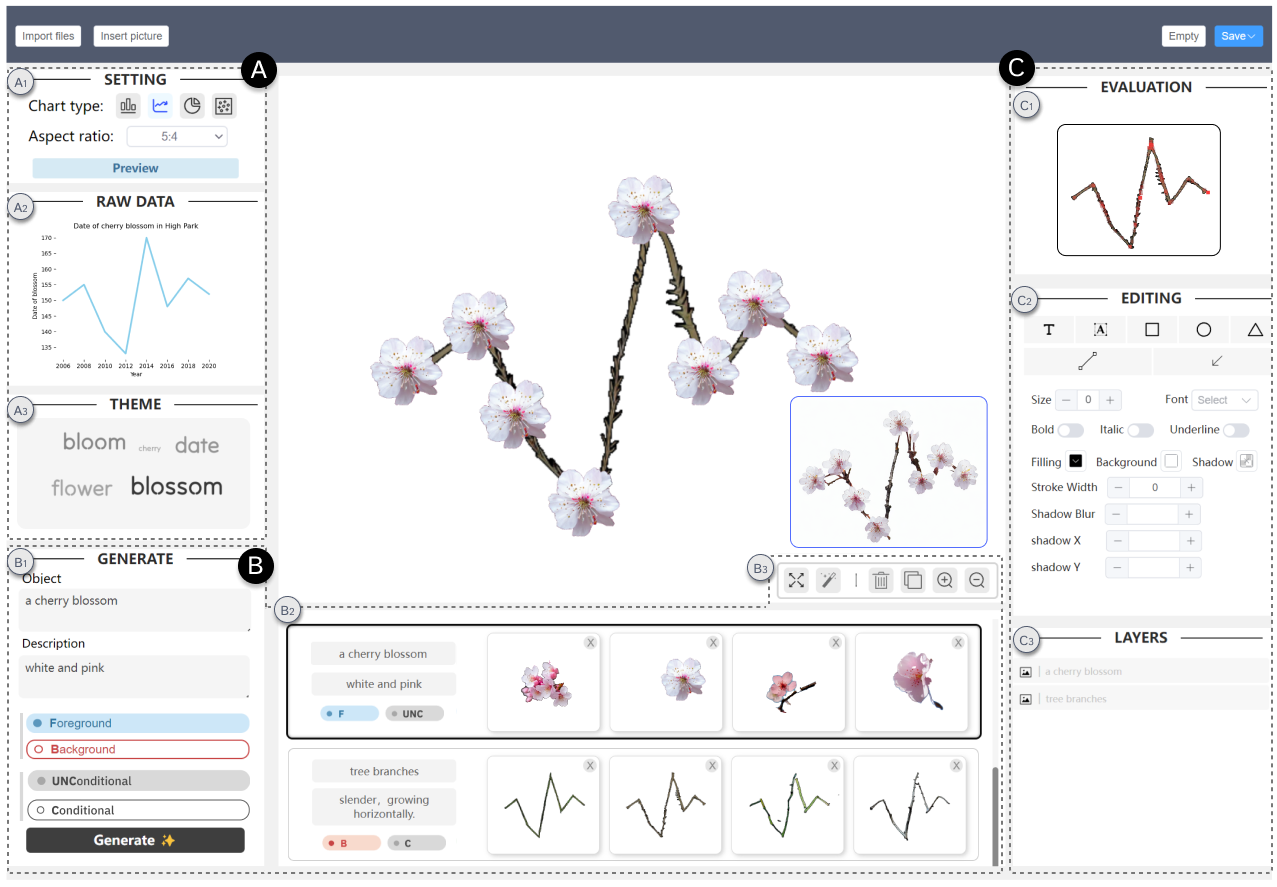 Import files
Insert picture
Empty
Save
A
A1
SETTING
Chart type:
Aspect ratio:
5:4
Preview
A2
RAW DATA
Date of cherry blossom in High Park
Date of blossom
170
165
160
155
150
145
140
135
2006 2008 2010 2012 2014 2016 2018 2020
Year
A3
THEME
bloom cherry date
flower blossom
B
B1
GENERATE
Object
a cherry blossom
Description
white and pink
Foreground
Background
UNConditional
Conditional
Generate
B3
B2
a cherry blossom
white and pink
F
UNC
X
X
X
X
tree branches
slender, growing
horizontally.
B
C
X
X
X
X
C
C1
EVALUATION
C2
EDITING
T
A
Size
0
Font
Select
Bold
Italic
Underline
Filling
Background
Shadow
Stroke Width
0
Shadow Blur
shadow X
shadow Y
C3
LAYERS
a cherry blossom
tree branches